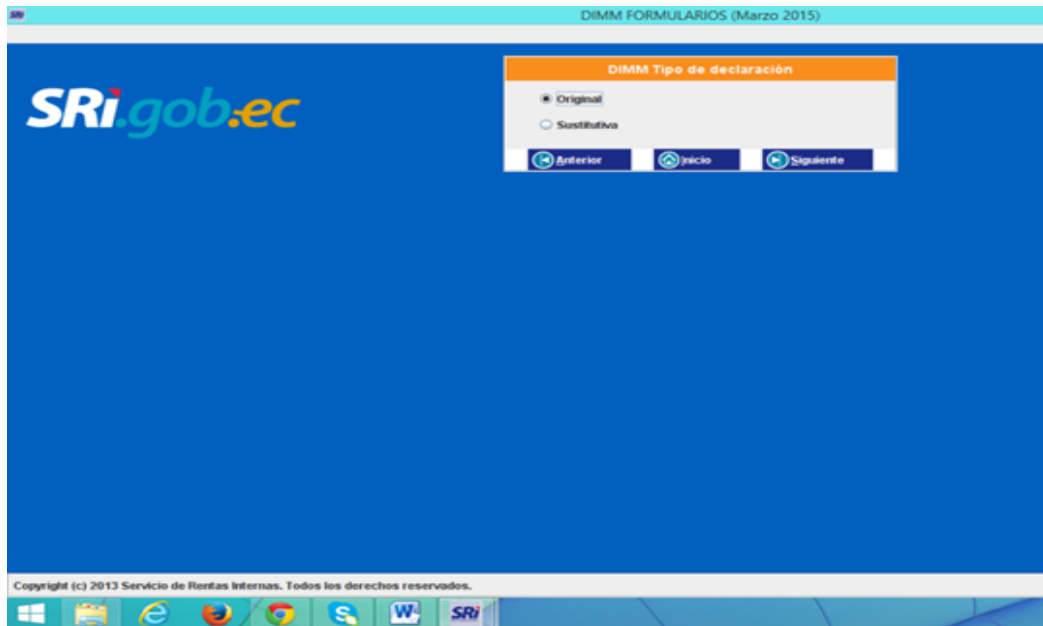 SRi
DIMM FORMULARIOS (Marzo 2015)
DIMM Tipo de declaración
SRi.gob.ec
Original
Sustitutiva
Anterior
Inicio
Siguiente
Copyright (c) 2013 Servicio de Rentas Internas. Todos los derechos reservados.
SRi